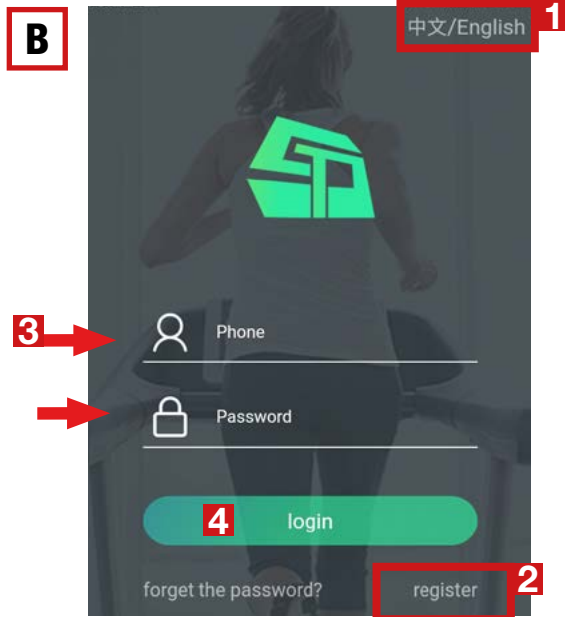 B
中文/English
1
3
Phone
Password
4
login
forget the password?
register
2